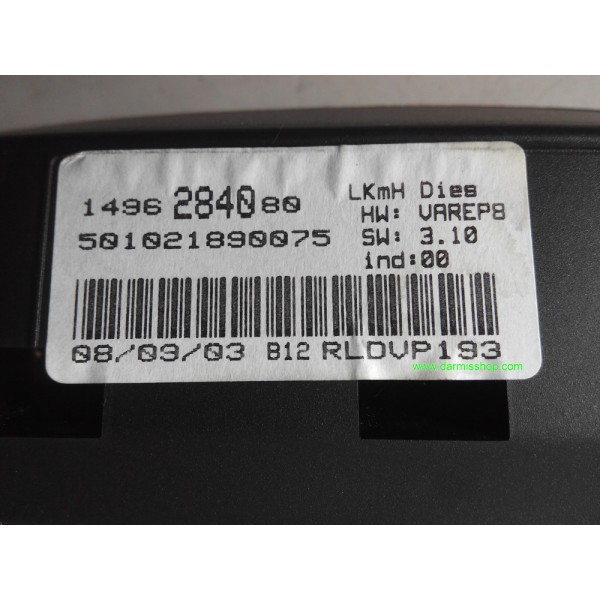 1496 2840 80
501021890075
LKmH Dies
HW: VAREP8
SW: 3.10
ind:00
08/09/03 B12 RLDVP193
www.darmisshop.com